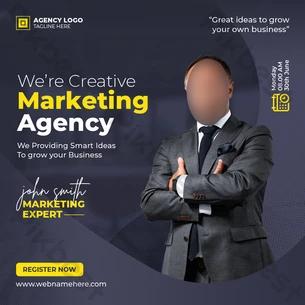 AGENCY LOGO
TAGLINE HERE
“Great ideas to grow
your own business”
Monday
09.00 AM
30th June
We’re Creative
Marketing
Agency
We Providing Smart Ideas
To grow your Business
john smith
MARKETING
EXPERT
REGISTER NOW
www.webnamehere.com